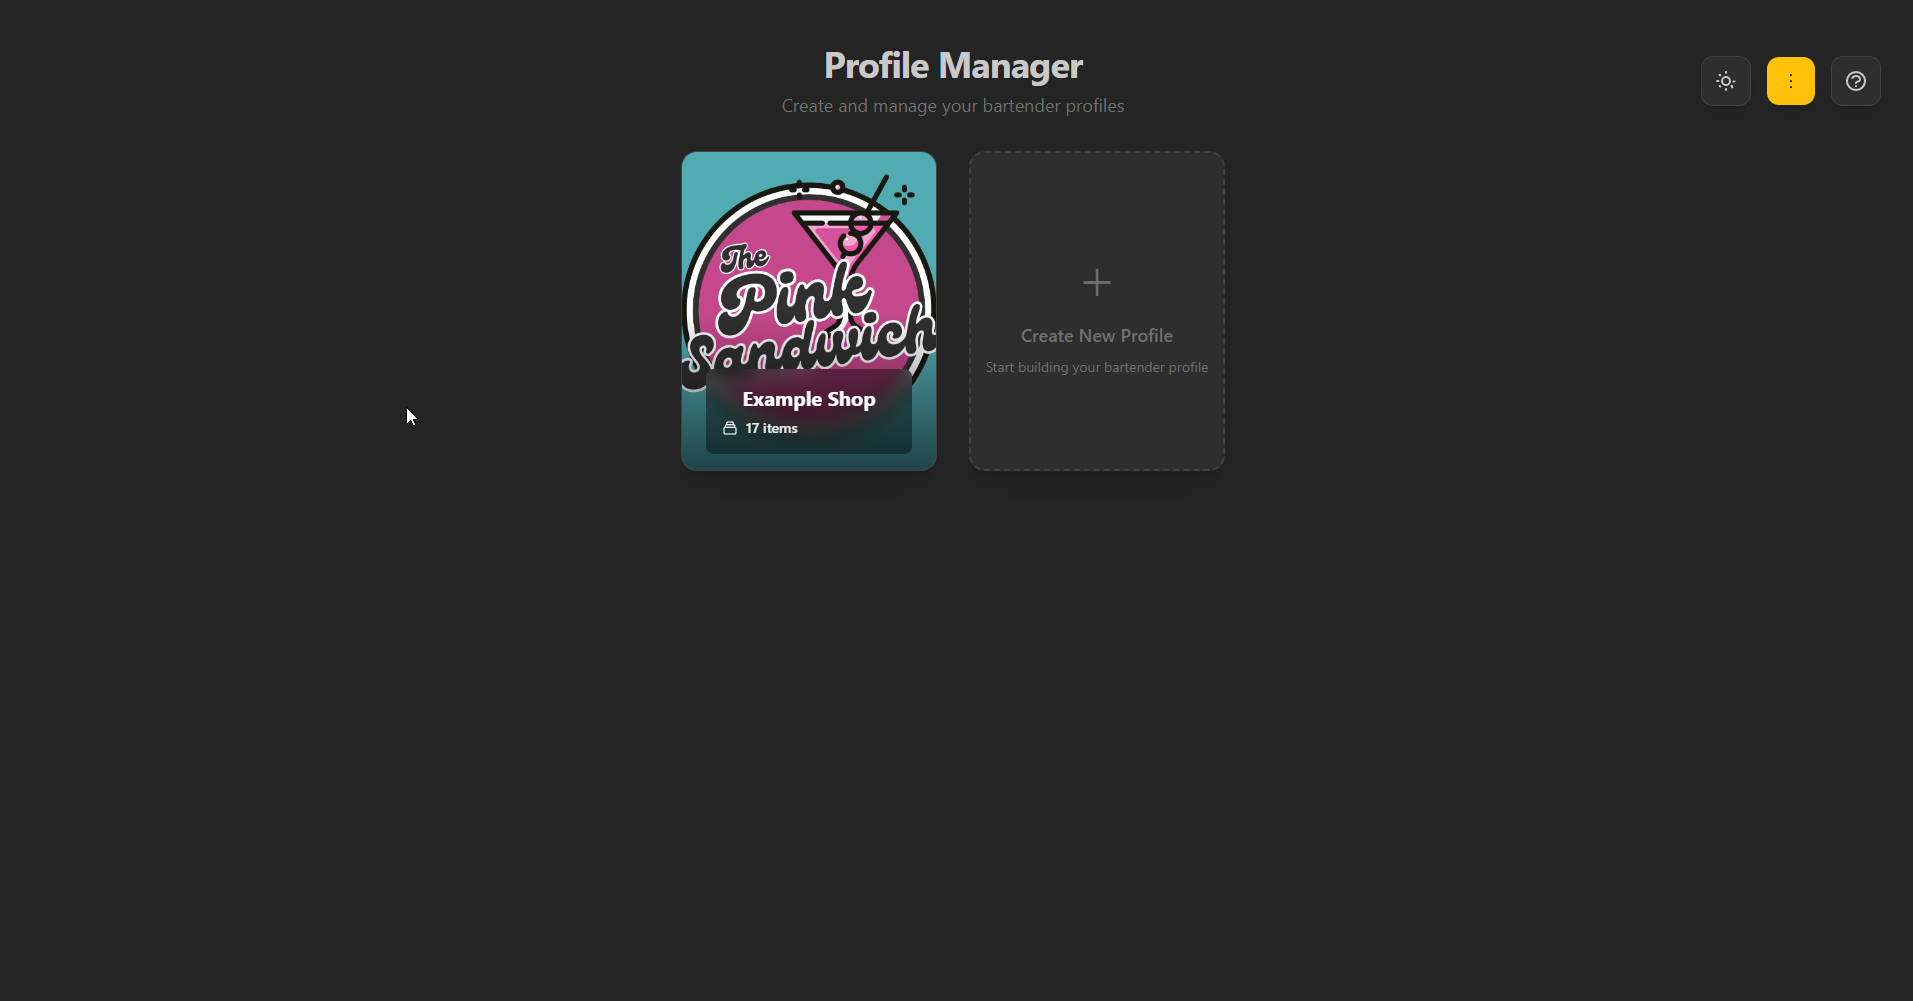 Profile Manager
Create and manage your bartender profiles
The
Pink
Sandwich
Example Shop
17 items
Create New Profile
Start building your bartender profile